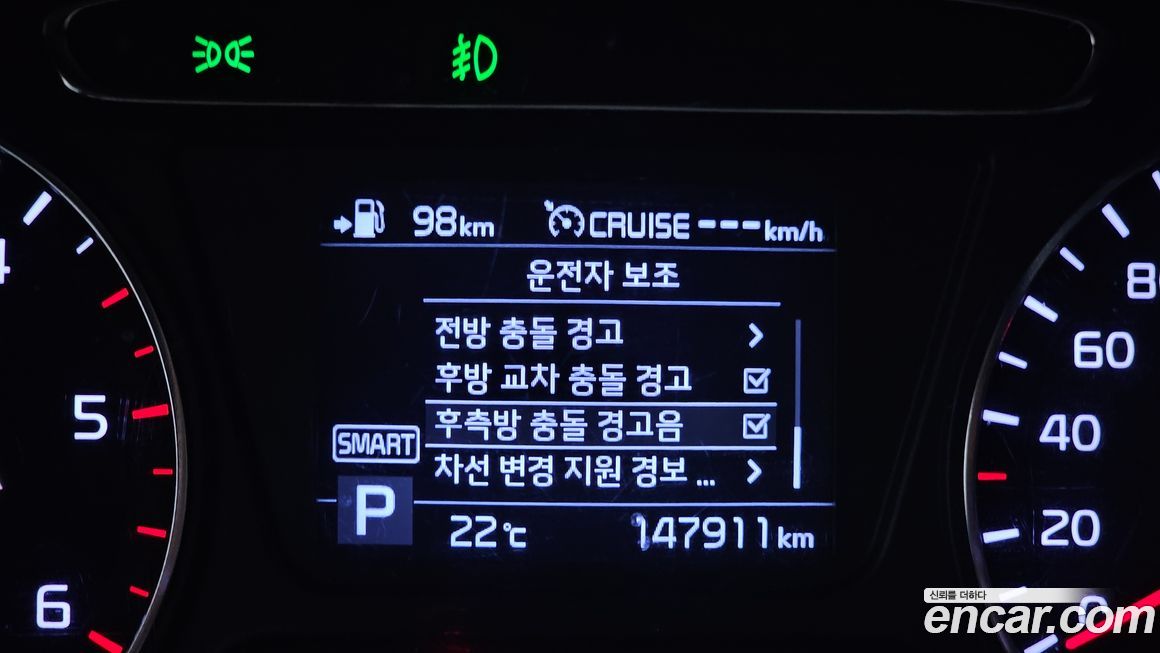 98km CRUISE ---km/h
운전자 보조
전방 충돌 경고
후방 교차 충돌 경고
후측방 충돌 경고음
차선 변경 지원 경보 ...
SMART
P
22℃ 147911km
4
5
6
80
60
40
20
0
신뢰를 더하다
encar.com